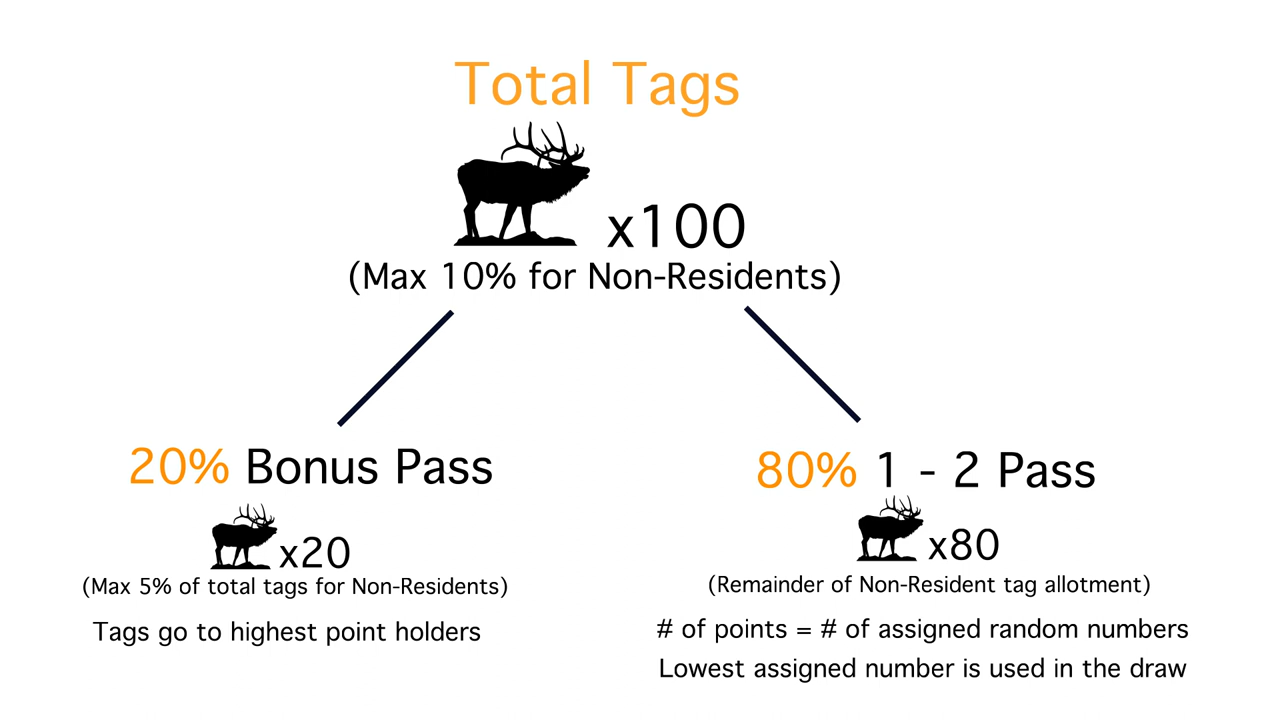 Total Tags
x100
(Max 10% for Non-Residents)
20% Bonus Pass
x20
(Max 5% of total tags for Non-Residents)
Tags go to highest point holders
80% 1 - 2 Pass
x80
(Remainder of Non-Resident tag allotment)
# of points = # of assigned random numbers
Lowest assigned number is used in the draw